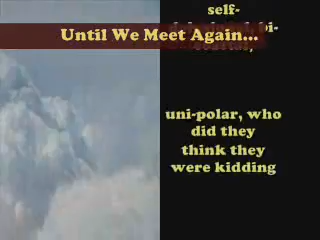 self-
Until We Meet Again...
uni-polar, who
did they
think they
were kidding